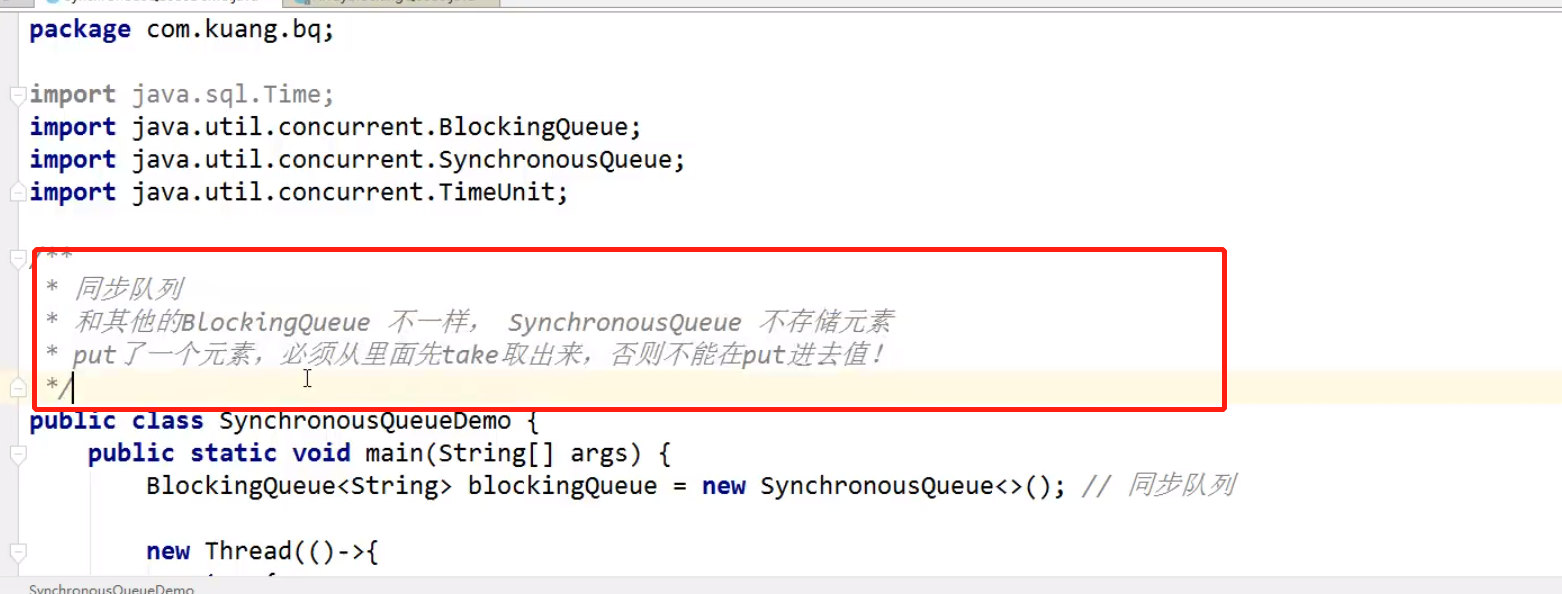 package com.kuang.bq;
import java.sql.Time;
import java.util.concurrent.BlockingQueue;
import java.util.concurrent.SynchronousQueue;
import java.util.concurrent.TimeUnit;
/**
* 同步队列
* 和其他的BlockingQueue 不一样， SynchronousQueue 不存储元素
* put了一个元素，必须从里面先take取出来，否则不能在put进去值！
*/
public class SynchronousQueueDemo {
public static void main(String[] args) {
BlockingQueue<String> blockingQueue = new SynchronousQueue<>(); // 同步队列
new Thread(()->{
SynchronousQueueDemo